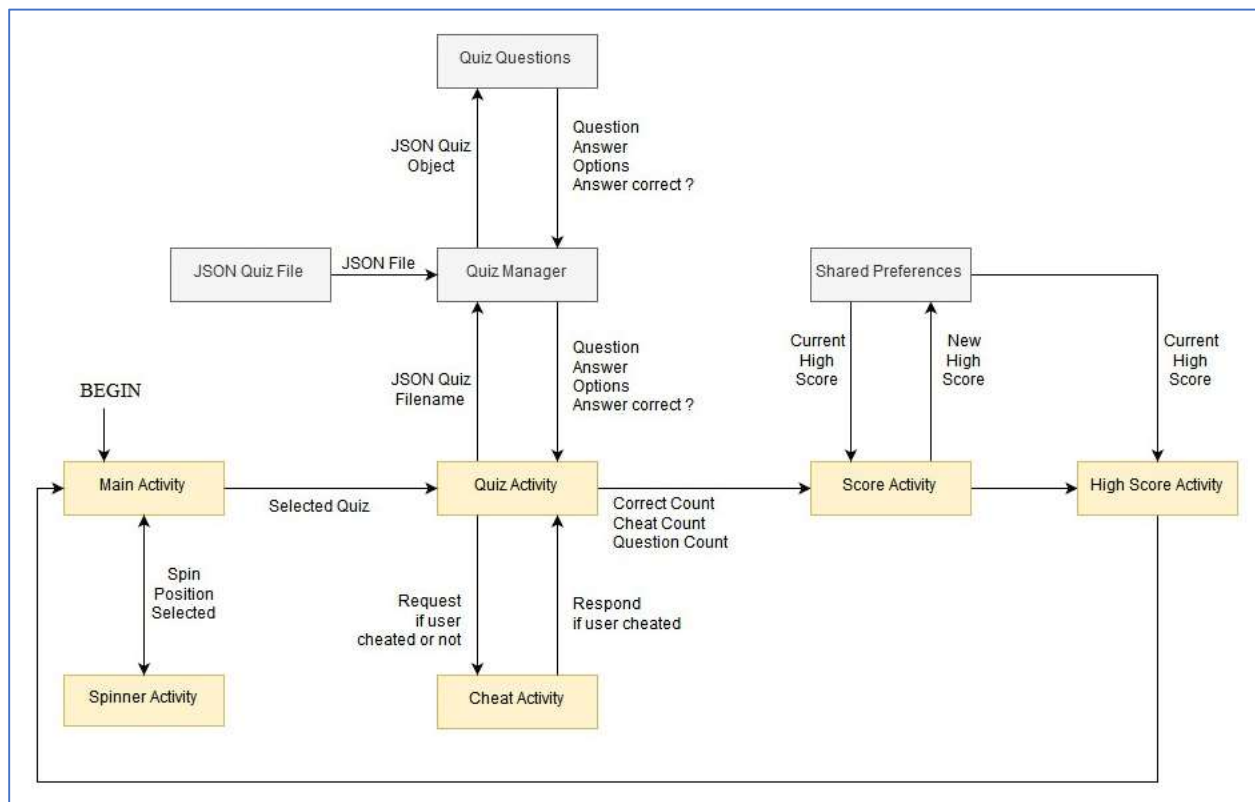 Quiz Questions
JSON Quiz
Object
Question
Answer
Options
Answer correct ?
JSON Quiz File
JSON File
Quiz Manager
Shared Preferences
JSON Quiz
Filename
Question
Answer
Options
Answer correct ?
Current
High
Score
New
High
Score
Current
High
Score
BEGIN
Main Activity
Selected Quiz
Quiz Activity
Correct Count
Cheat Count
Question Count
Score Activity
High Score Activity
Spin
Position
Selected
Request
if user
cheated or not
Respond
if user cheated
Spinner Activity
Cheat Activity